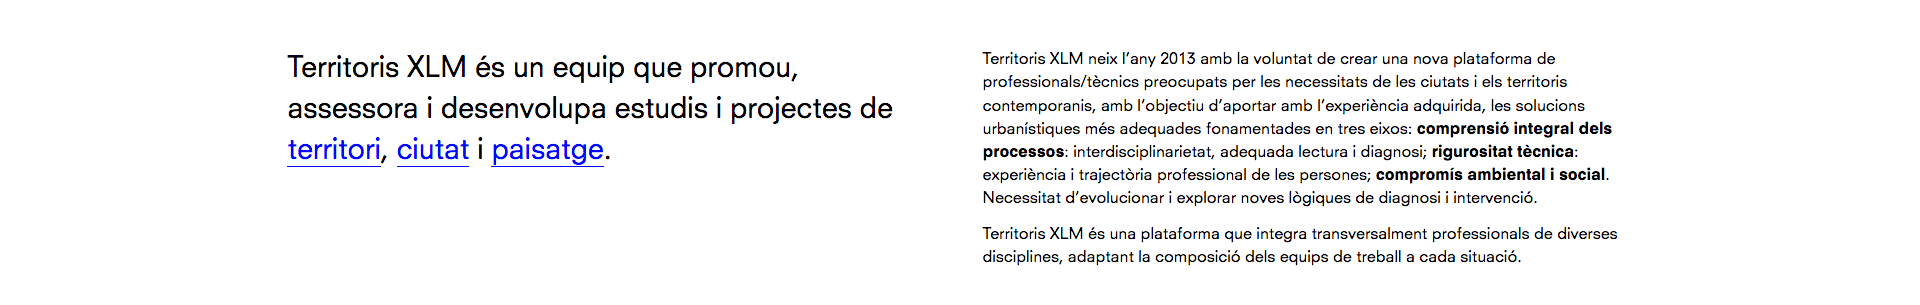 Territoris XLM és un equip que promou,
assessora i desenvolupa estudis i projectes de
territori, ciutat i paisatge.
Territoris XLM neix l’any 2013 amb la voluntat de crear una nova plataforma de
professionals/tècnics preocupats per les necessitats de les ciutats i els territoris
contemporanis, amb l’objectiu d’aportar amb l’experiència adquirida, les solucions
urbanístiques més adequades fonamentades en tres eixos: comprensió integral dels
processos: interdisciplinarietat, adequada lectura i diagnosi; rigurositat tècnica:
experiència i trajectòria professional de les persones; compromís ambiental i social.
Necessitat d’evolucionar i explorar noves lògiques de diagnosi i intervenció.
Territoris XLM és una plataforma que integra transversalment professionals de diverses
disciplines, adaptant la composició dels equips de treball a cada situació.